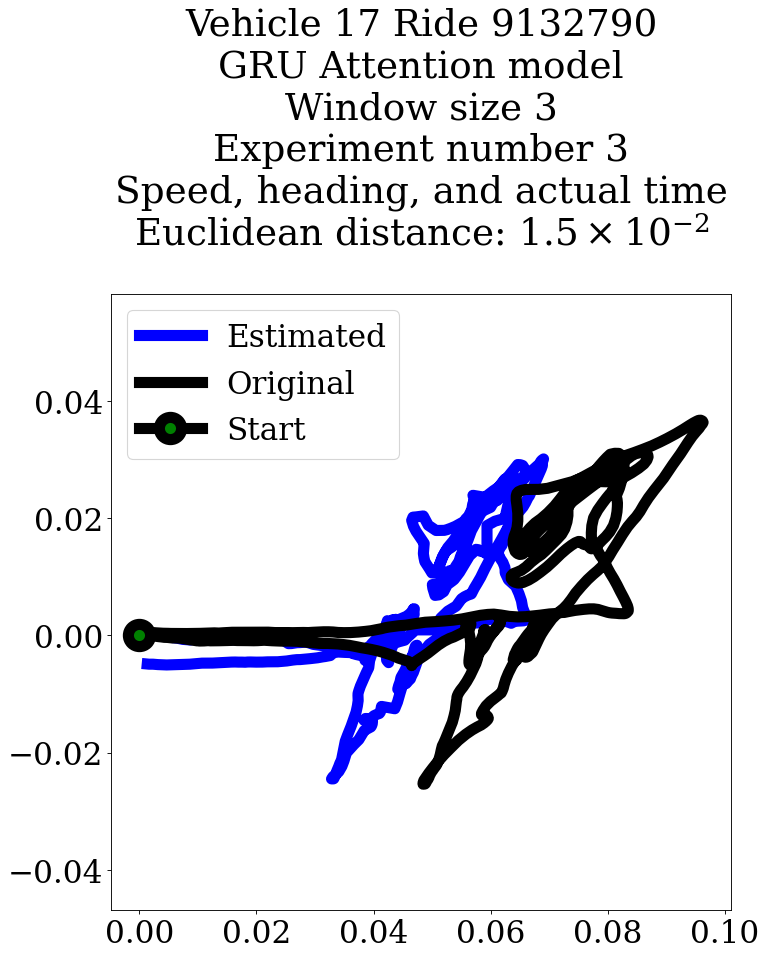 Vehicle 17 Ride 9132790
GRU Attention model
Window size 3
Experiment number 3
Speed, heading, and actual time
Euclidean distance: 1.5 × 10⁻²
Estimated
Original
Start
0.04
0.02
0.00
−0.02
−0.04
0.00 0.02 0.04 0.06 0.08 0.10